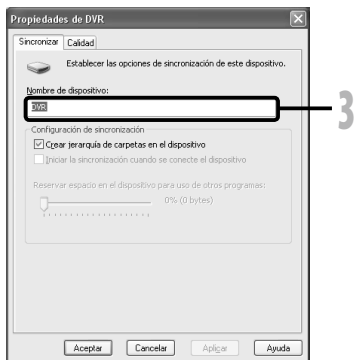 Propiedades de DVR
Sincronizar Calidad
Establecer las opciones de sincronización de este dispositivo.
Nombre de dispositivo:
DVR
3
Configuración de sincronización
Crear jerarquía de carpetas en el dispositivo
Iniciar la sincronización cuando se conecte el dispositivo
Reservar espacio en el dispositivo para uso de otros programas:
0% (0 bytes)
Aceptar Cancelar Aplicar Ayuda